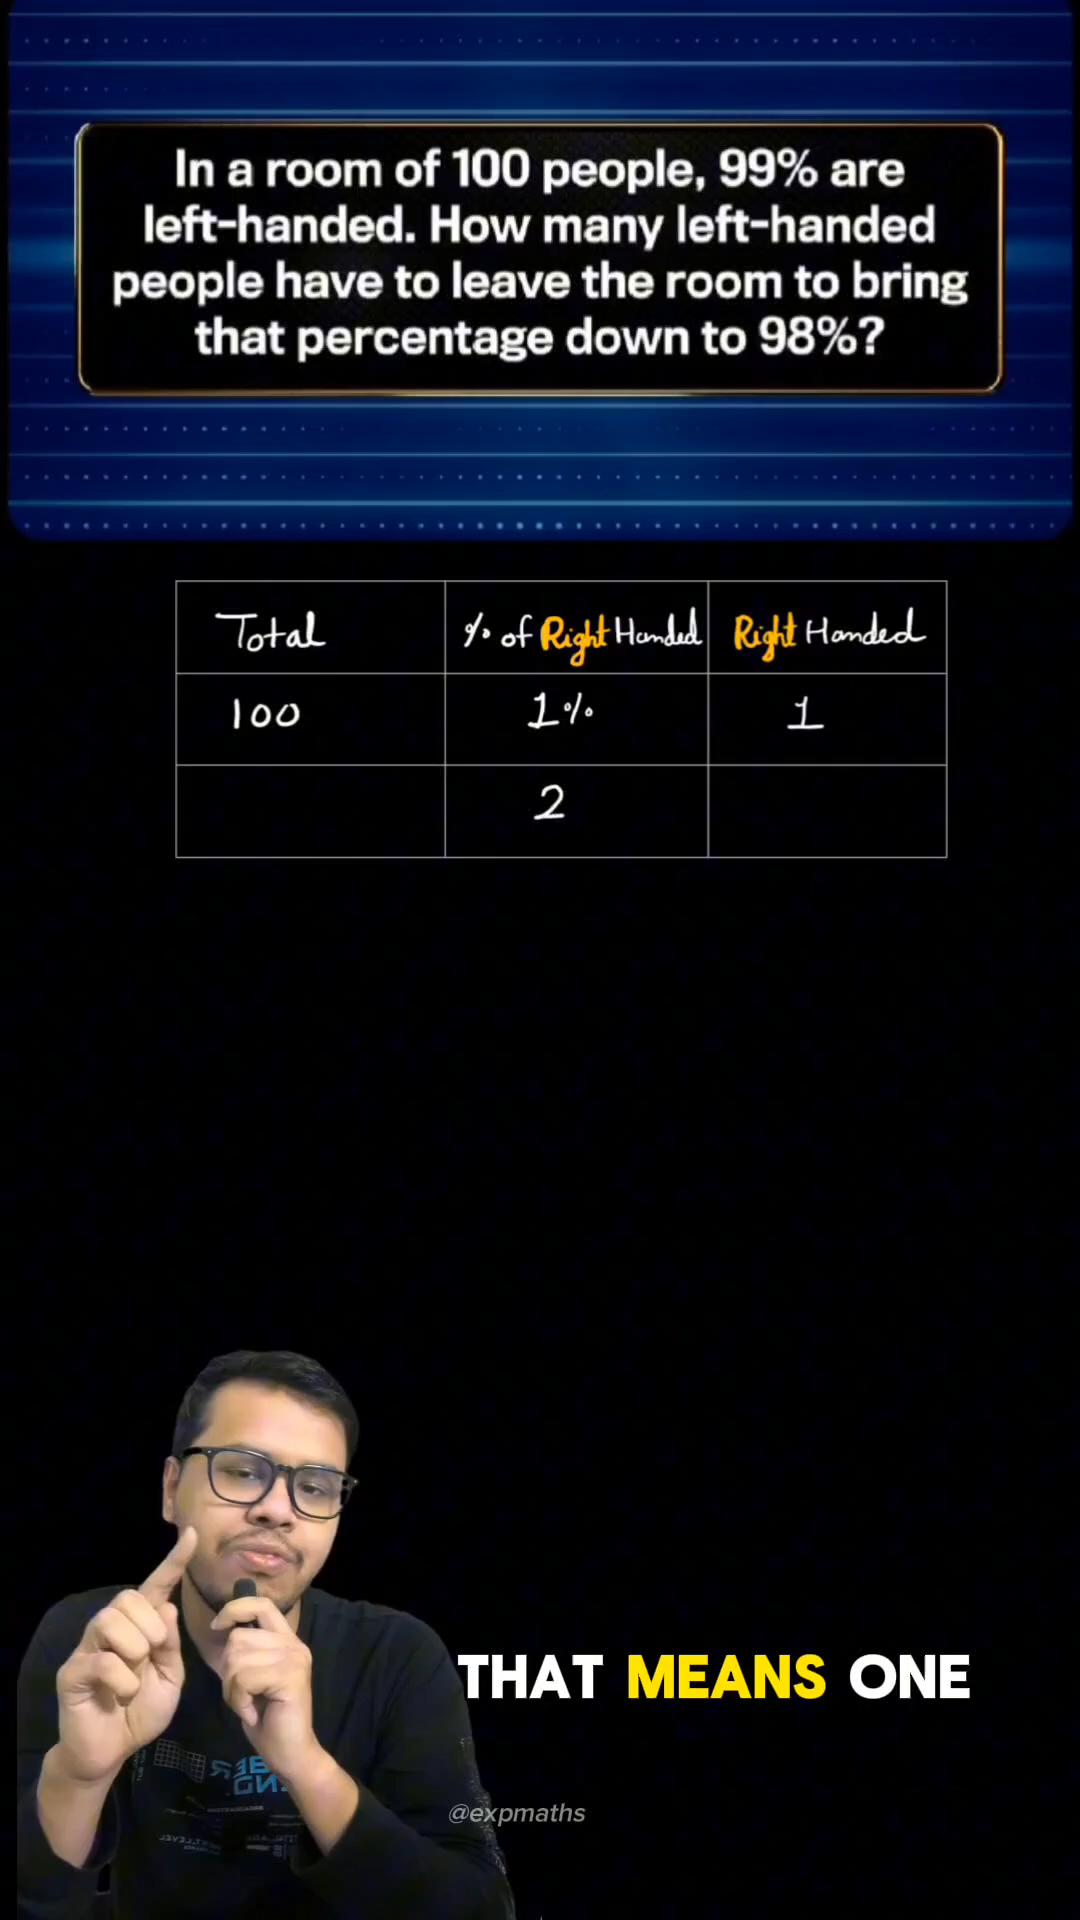 In a room of 100 people, 99% are
left-handed. How many left-handed
people have to leave the room to bring
that percentage down to 98%?
Total
% of Right Handed
Right Handed
100
1%
1
2
THAT MEANS ONE
@expmaths